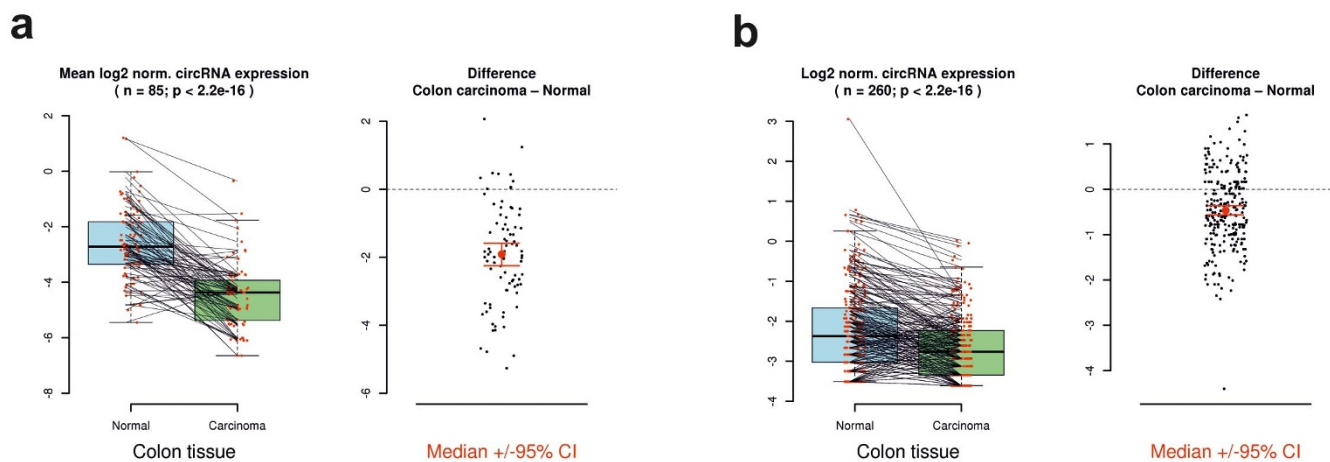 a
Mean log2 norm. circRNA expression
( n = 85; p < 2.2e-16 )
2
0
-2
-4
-6
-8
Normal
Carcinoma
Colon tissue
Difference
Colon carcinoma – Normal
2
0
-2
-4
-6
Median +/-95% CI
b
Log2 norm. circRNA expression
( n = 260; p < 2.2e-16 )
3
2
1
0
-1
-2
-3
-4
Normal
Carcinoma
Colon tissue
Difference
Colon carcinoma – Normal
1
0
-1
-2
-3
-4
Median +/-95% CI